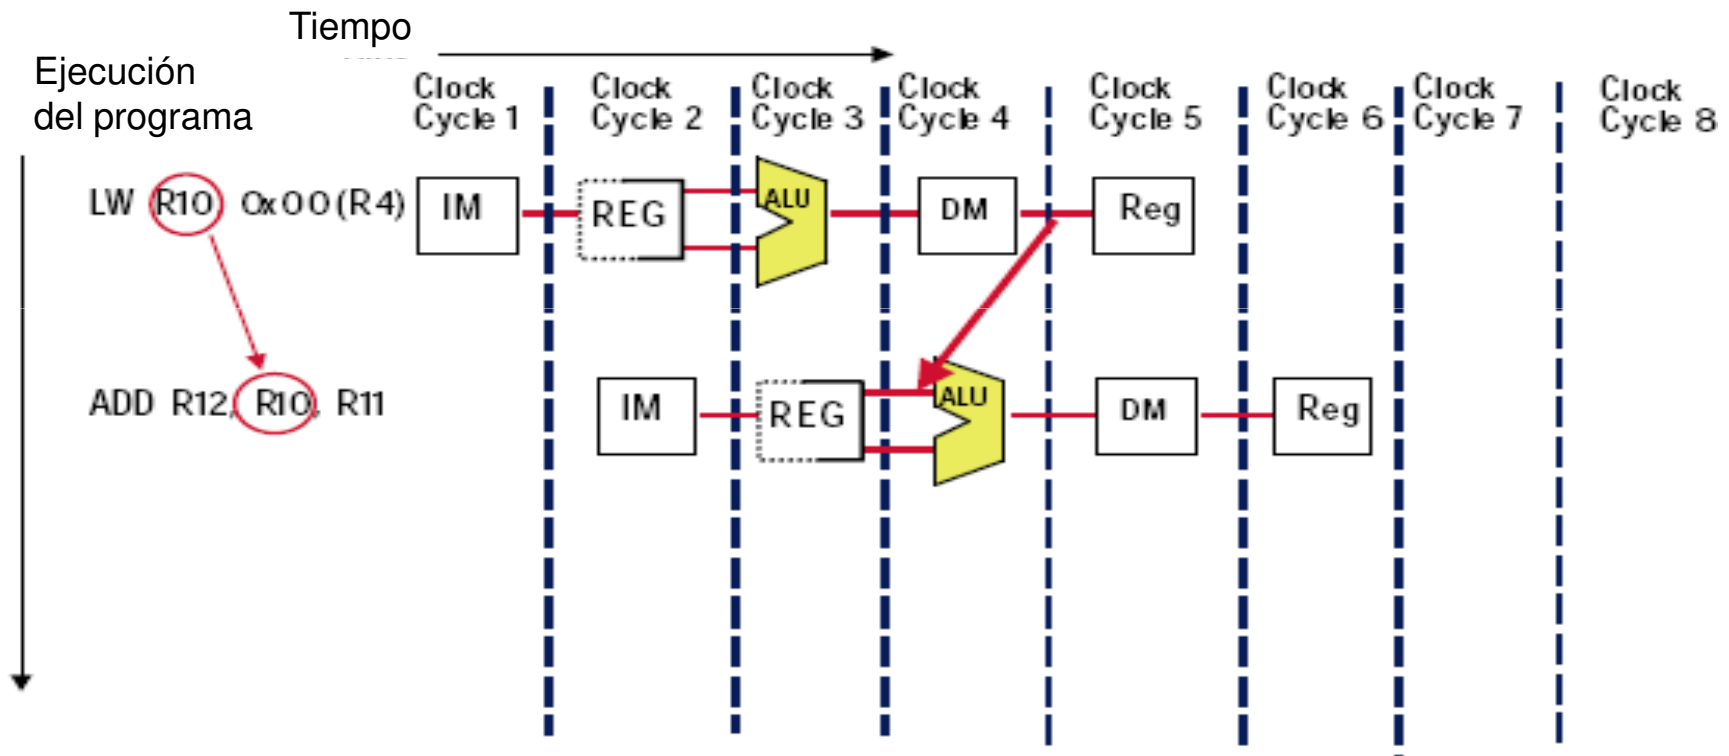 Tiempo
Ejecución
del programa
Clock Cycle 1
Clock Cycle 2
Clock Cycle 3
Clock Cycle 4
Clock Cycle 5
Clock Cycle 6
Clock Cycle 7
Clock Cycle 8
LW R10 0x00(R4)
IM
REG
ALU
DM
Reg
ADD R12, R10, R11
IM
REG
ALU
DM
Reg